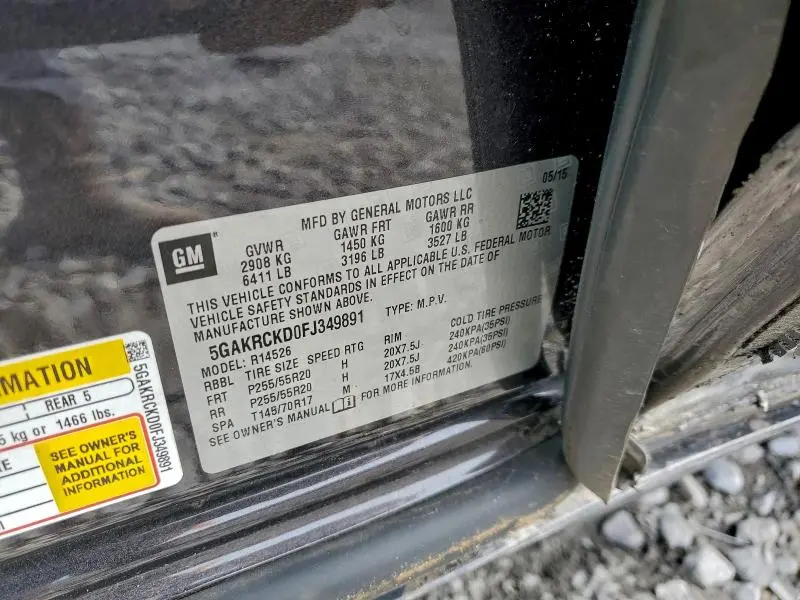 MFD BY GENERAL MOTORS LLC
05/15
GM
GVWR GAWR FRT GAWR RR
2908 KG 1450 KG 1600 KG
6411 LB 3196 LB 3527 LB
THIS VEHICLE CONFORMS TO ALL APPLICABLE U.S. FEDERAL MOTOR
VEHICLE SAFETY STANDARDS IN EFFECT ON THE DATE OF
MANUFACTURE SHOWN ABOVE.
5GAKRCKD0FJ349891 TYPE: M.P.V.
MODEL: R14526
RBBL TIRE SIZE SPEED RTG RIM COLD TIRE PRESSURE
FRT P255/55R20 H 20X7.5J 240KPA(35PSI)
RR P255/55R20 H 20X7.5J 240KPA(35PSI)
SPA T145/70R17 M 17X4.5B 420KPA(60PSI)
SEE OWNER'S MANUAL FOR MORE INFORMATION.
RMATION
REAR 5
5 kg or 1466 lbs.
SEE OWNER'S
MANUAL FOR
ADDITIONAL
INFORMATION
5GAKRCKD0FJ349891